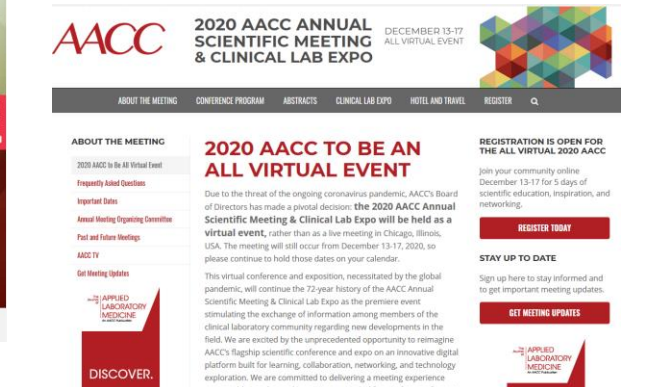 AACC
2020 AACC ANNUAL
SCIENTIFIC MEETING
& CLINICAL LAB EXPO
DECEMBER 13-17
ALL VIRTUAL EVENT
ABOUT THE MEETING CONFERENCE PROGRAM ABSTRACTS CLINICAL LAB EXPO HOTEL AND TRAVEL REGISTER
ABOUT THE MEETING
2020 AACC to Be All Virtual Event
Frequently Asked Questions
Important Dates
Annual Meeting Organizing Committee
Past and Future Meetings
AACC TV
Get Meeting Updates
APPLIED
LABORATORY
MEDICINE
DISCOVER.
2020 AACC TO BE AN
ALL VIRTUAL EVENT
Due to the threat of the ongoing coronavirus pandemic, AACC's Board
of Directors has made a pivotal decision: the 2020 AACC Annual
Scientific Meeting & Clinical Lab Expo will be held as a
virtual event, rather than as a live meeting in Chicago, Illinois,
USA. The meeting will still occur from December 13-17, 2020, so
please continue to hold those dates on your calendar.
This virtual conference and exposition, necessitated by the global
pandemic, will continue the 72-year history of the AACC Annual
Scientific Meeting & Clinical Lab Expo as the premiere event
stimulating the exchange of information among members of the
clinical laboratory community regarding new developments in the
field. We are excited by the unprecedented opportunity to reimagine
AACC's flagship scientific conference and expo on an innovative digital
platform built for learning, collaboration, networking, and technology
exploration. We are committed to delivering a meeting experience
REGISTRATION IS OPEN FOR
THE ALL VIRTUAL 2020 AACC
Join your community online
December 13-17 for 5 days of
scientific education, inspiration, and
networking.
REGISTER TODAY
STAY UP TO DATE
Sign up here to stay informed and
to get important meeting updates.
GET MEETING UPDATES
APPLIED
LABORATORY
MEDICINE